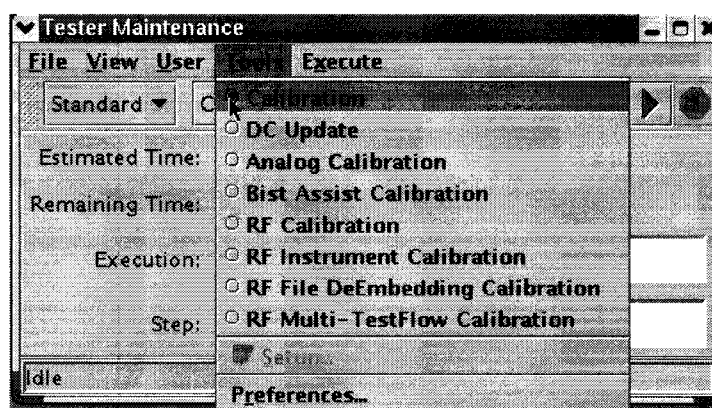 Tester Maintenance
File View User Tools Execute
Standard C
Calibration
DC Update
Estimated Time:
Analog Calibration
Bist Assist Calibration
Remaining Time:
RF Calibration
RF Instrument Calibration
Execution:
RF File DeEmbedding Calibration
RF Multi-TestFlow Calibration
Step:
Setup...
Idle
Preferences...